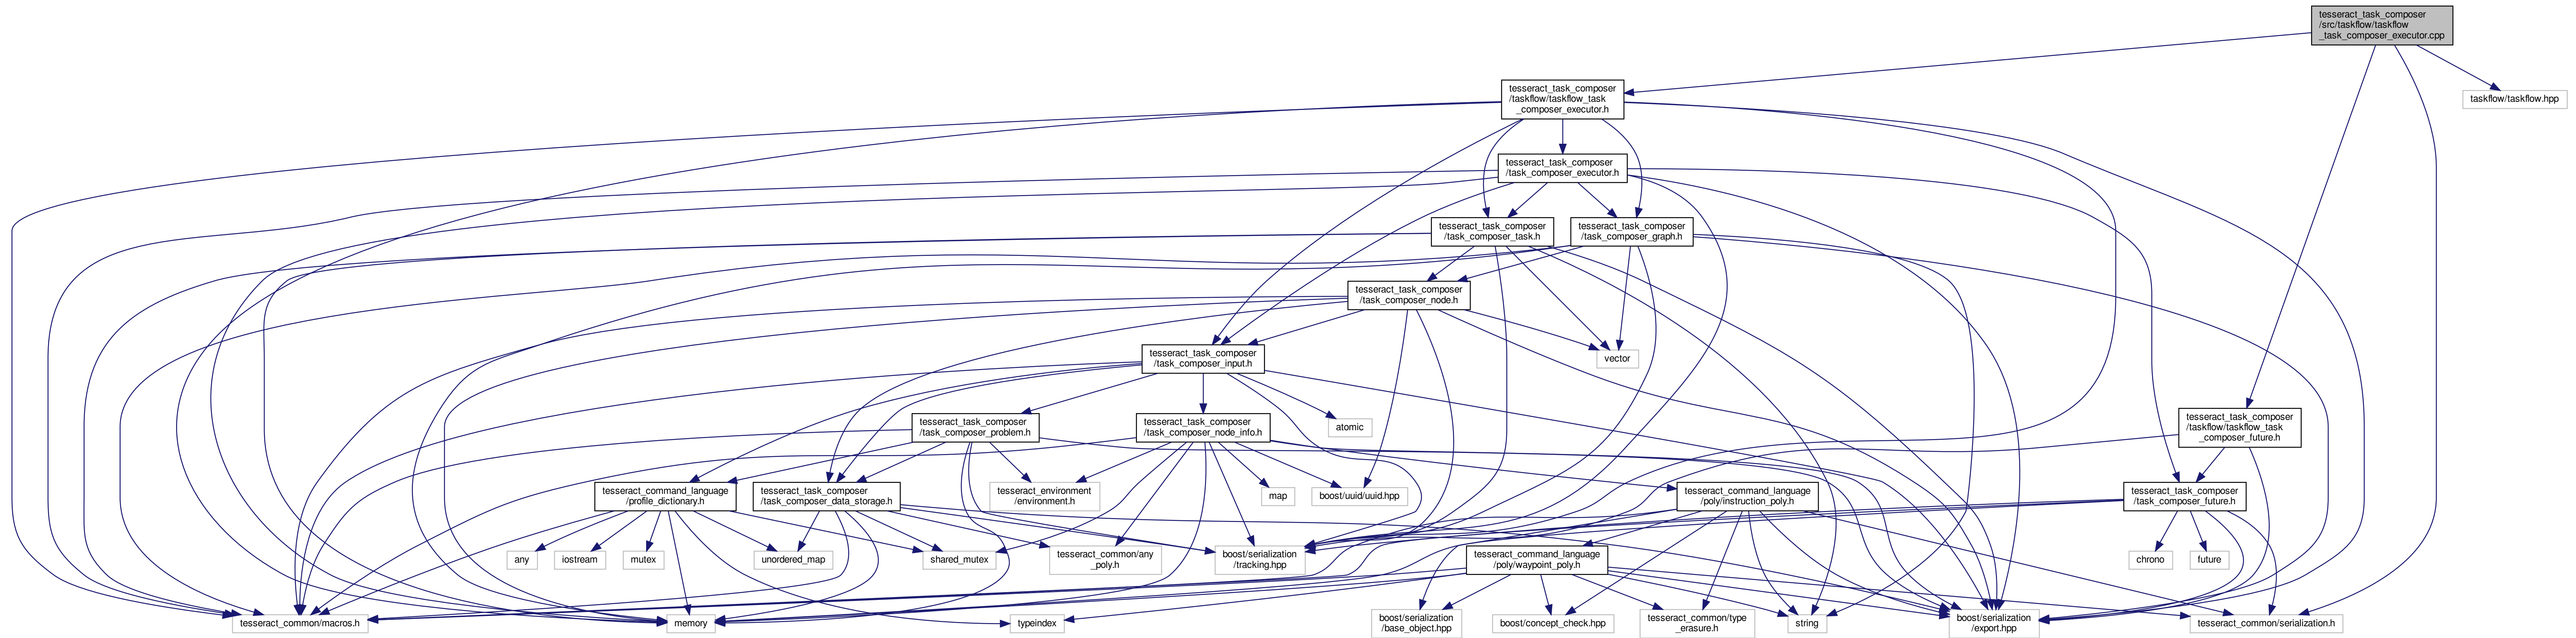 tesseract_task_composer
/src/taskflow/taskflow
_task_composer_executor.cpp
tesseract_task_composer
/taskflow/taskflow_task
_composer_executor.h
taskflow/taskflow.hpp
tesseract_task_composer
/task_composer_executor.h
tesseract_task_composer
/task_composer_task.h
tesseract_task_composer
/task_composer_graph.h
tesseract_task_composer
/task_composer_node.h
tesseract_task_composer
/task_composer_input.h
vector
tesseract_task_composer
/task_composer_problem.h
tesseract_task_composer
/task_composer_node_info.h
atomic
tesseract_task_composer
/taskflow/taskflow_task
_composer_future.h
tesseract_command_language
/profile_dictionary.h
tesseract_task_composer
/task_composer_data_storage.h
tesseract_environment
/environment.h
map
boost/uuid/uuid.hpp
tesseract_command_language
/poly/instruction_poly.h
tesseract_task_composer
/task_composer_future.h
any
iostream
mutex
unordered_map
shared_mutex
tesseract_common/any
_poly.h
boost/serialization
/tracking.hpp
tesseract_command_language
/poly/waypoint_poly.h
chrono
future
tesseract_common/macros.h
memory
typeindex
boost/serialization
/base_object.hpp
boost/concept_check.hpp
tesseract_common/type
_erasure.h
string
boost/serialization
/export.hpp
tesseract_common/serialization.h